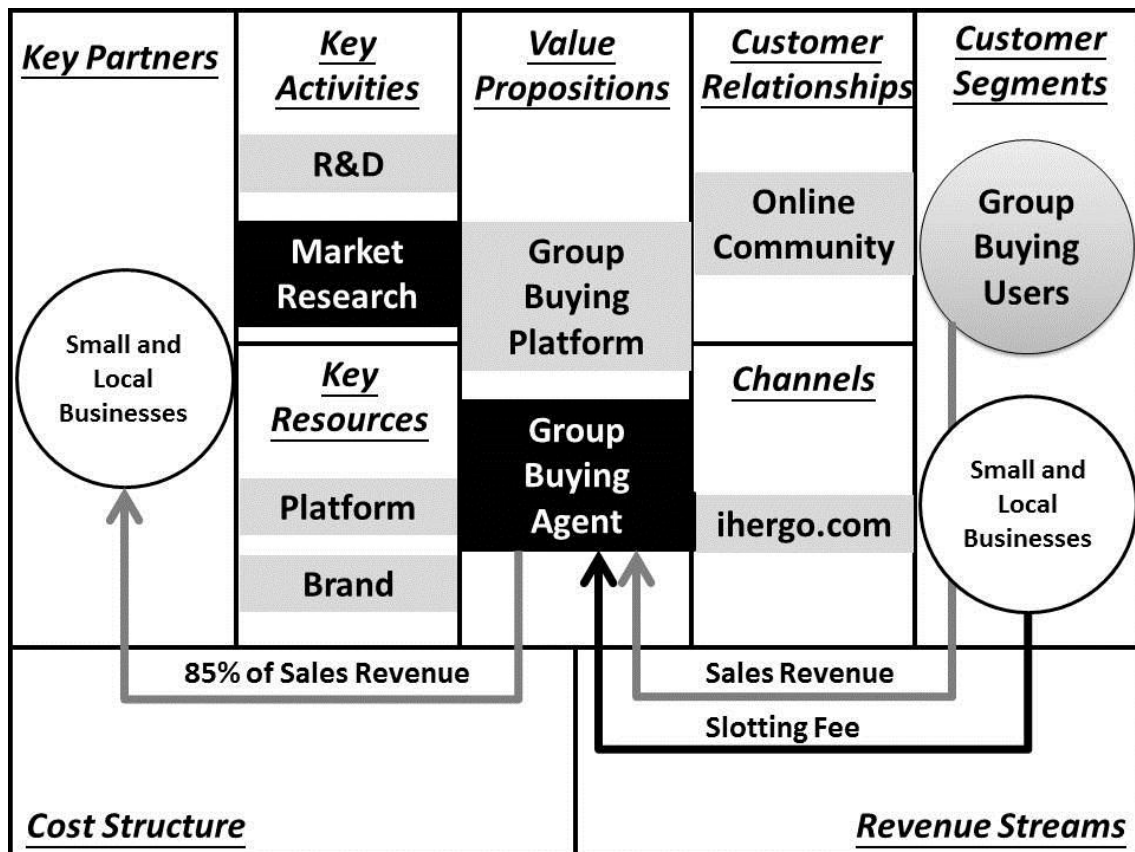 Key Partners
Small and
Local
Businesses
Key
Activities
R&D
Market
Research
Key
Resources
Platform
Brand
Value
Propositions
Group
Buying
Platform
Group
Buying
Agent
Customer
Relationships
Online
Community
Channels
ihergo.com
Customer
Segments
Group
Buying
Users
Small and
Local
Businesses
85% of Sales Revenue
Cost Structure
Sales Revenue
Slotting Fee
Revenue Streams